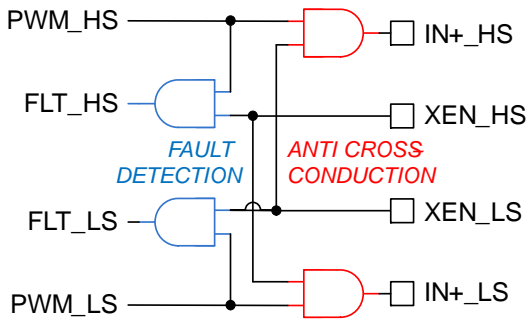 PWM_HS
IN+_HS
FLT_HS
XEN_HS
FAULT
DETECTION
ANTI CROSS-
CONDUCTION
FLT_LS
XEN_LS
PWM_LS
IN+_LS